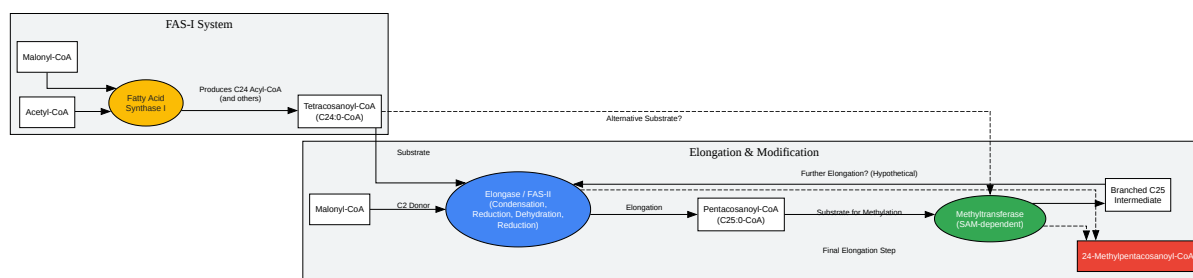 FAS-I System
Malonyl-CoA
Acetyl-CoA
Fatty Acid
Synthase I
Produces C24 Acyl-CoA
(and others)
Tetracosanoyl-CoA
(C24:0-CoA)
Alternative Substrate?
Elongation & Modification
Substrate
Further Elongation? (Hypothetical)
Malonyl-CoA
C2 Donor
Elongase / FAS-II
(Condensation,
Reduction, Dehydration,
Reduction)
Elongation
Pentacosanoyl-CoA
(C25:0-CoA)
Substrate for Methylation
Methyltransferase
(SAM-dependent)
Branched C25
Intermediate
Final Elongation Step
24-Methylpentacosanoyl-CoA